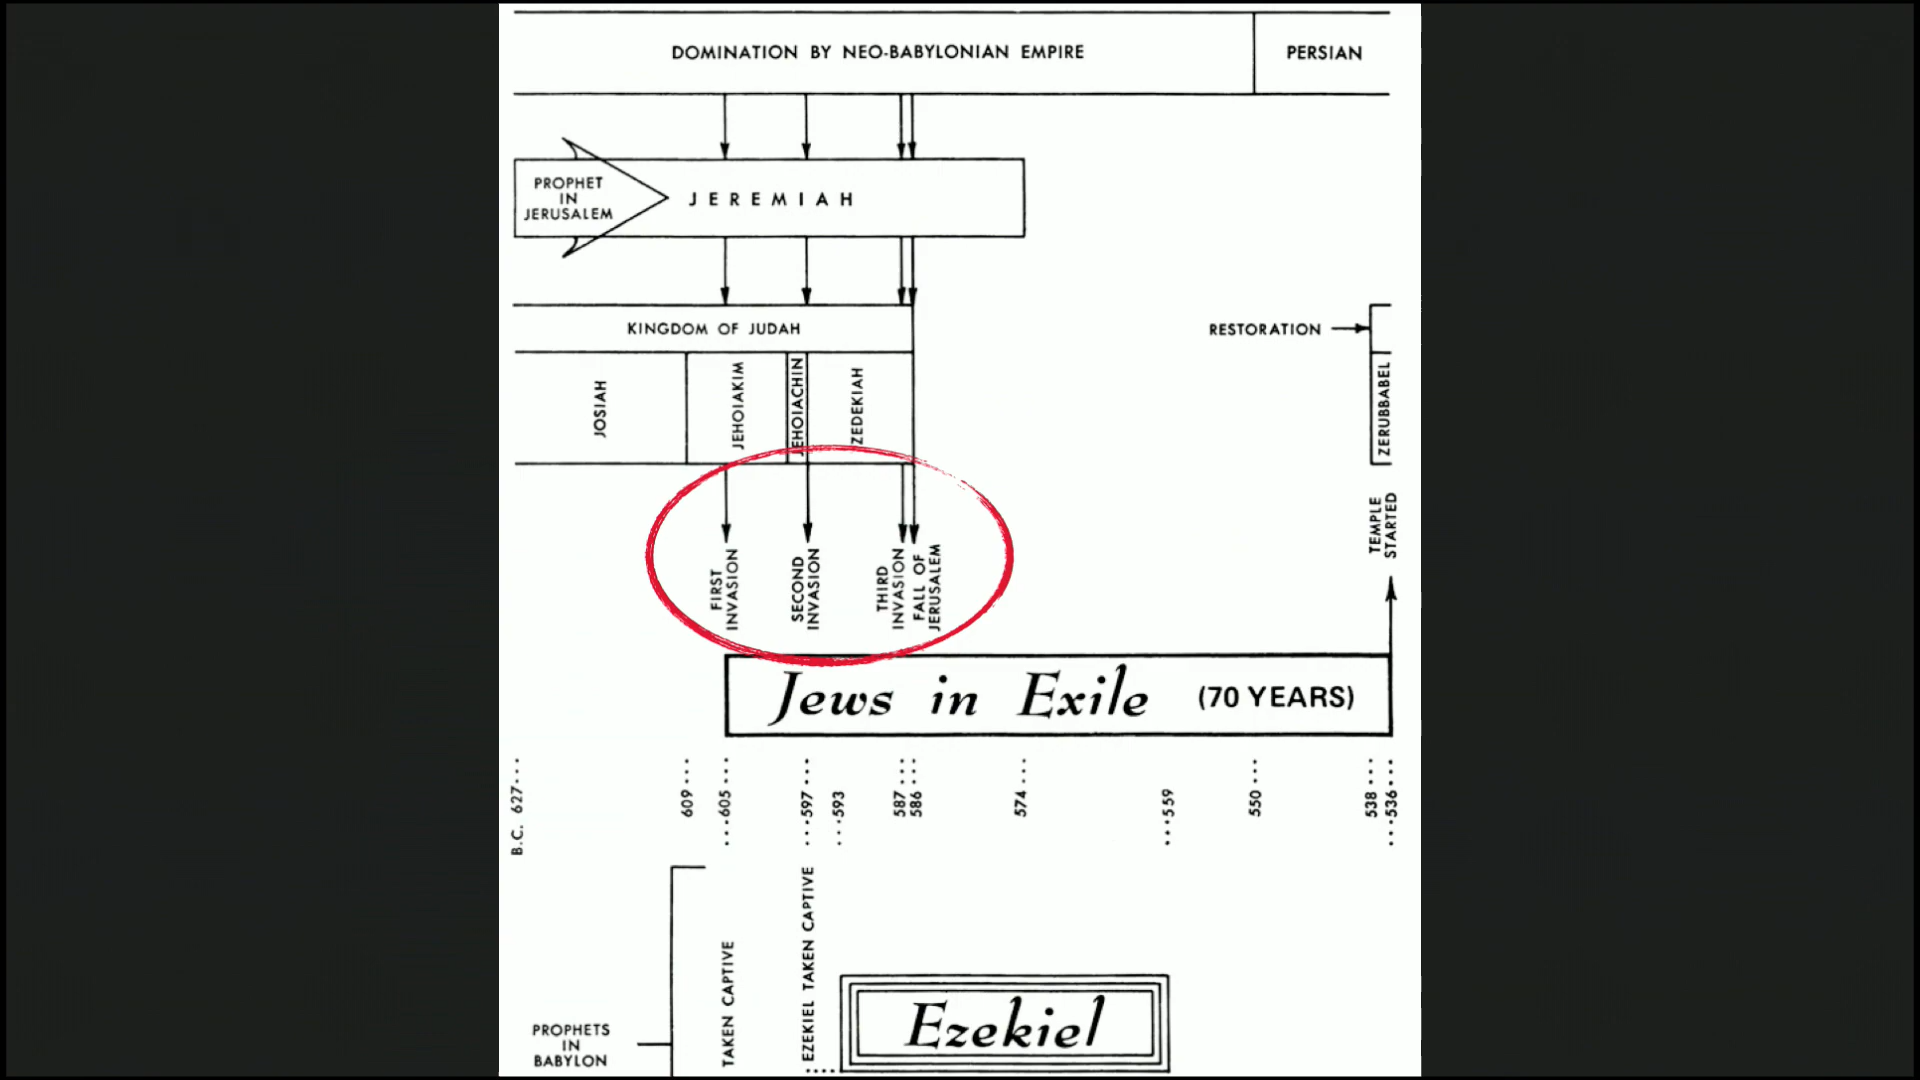 DOMINATION BY NEO-BABYLONIAN EMPIRE
PERSIAN
PROPHET
IN
JERUSALEM
JEREMIAH
KINGDOM OF JUDAH
RESTORATION
JOSIAH
JEHOIAKIM
JEHOIACHIN
ZEDEKIAH
ZERUBBABEL
TEMPLE
STARTED
FIRST
INVASION
SECOND
INVASION
THIRD
INVASION
FALL OF
JERUSALEM
Jews in Exile (70 YEARS)
B.C. 627...
609...
...605...
...597...
...593
587...
586...
574...
...559
550...
538...
...536...
TAKEN CAPTIVE
EZEKIEL TAKEN CAPTIVE
PROPHETS
IN
BABYLON
Ezekiel